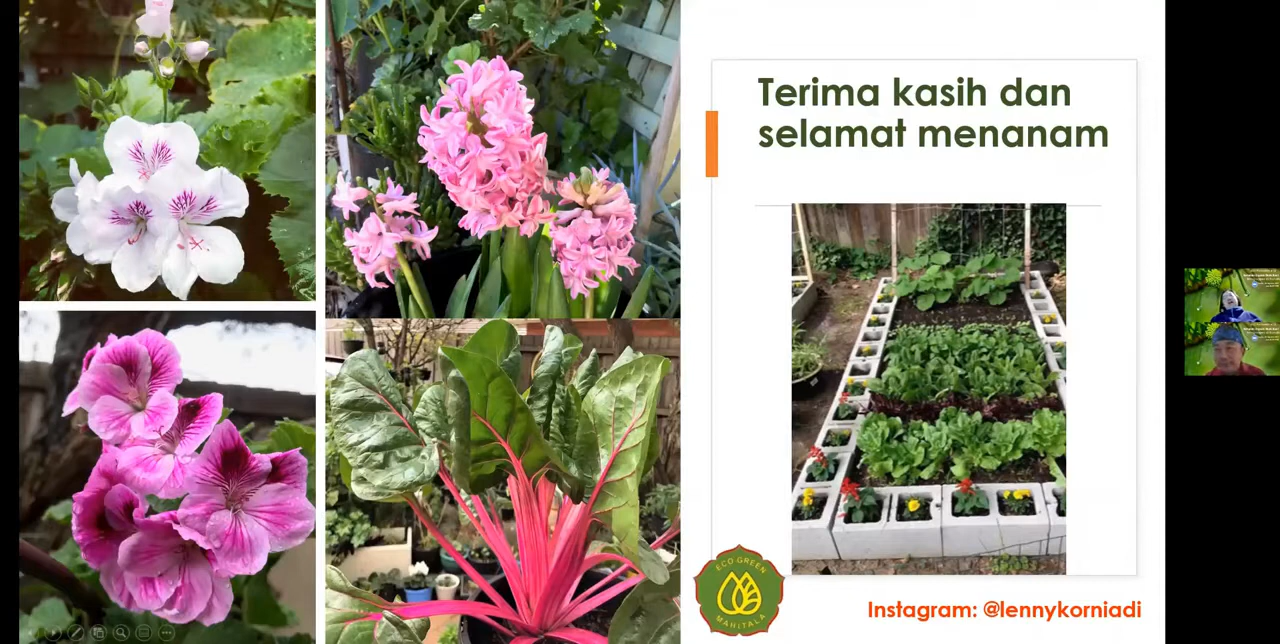 Terima kasih dan
selamat menanam
ECO GREEN
MAHITALA
Instagram: @lennykorniadi